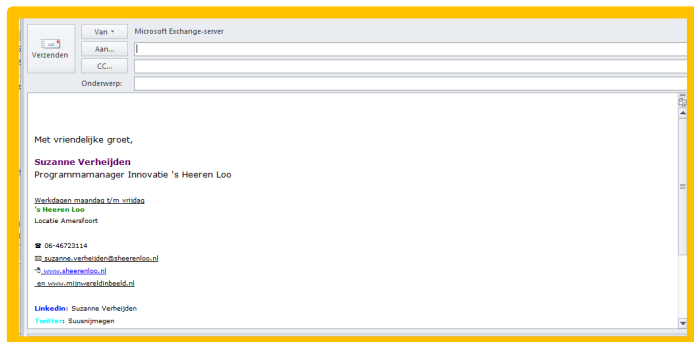 Van
Microsoft Exchange-server
Verzenden
Aan...
CC...
Onderwerp:
Met vriendelijke groet,
Suzanne Verheijden
Programmamanager Innovatie 's Heeren Loo
Werkdagen maandag t/m vrijdag
's Heeren Loo
Locatie Amersfoort
☎ 06-46723114
✉ suzanne.verheijden@sheerenloo.nl
www.sheerenloo.nl
en www.mijnwereldinbeeld.nl
Linkedin: Suzanne Verheijden
Twitter: Suusnijmegen